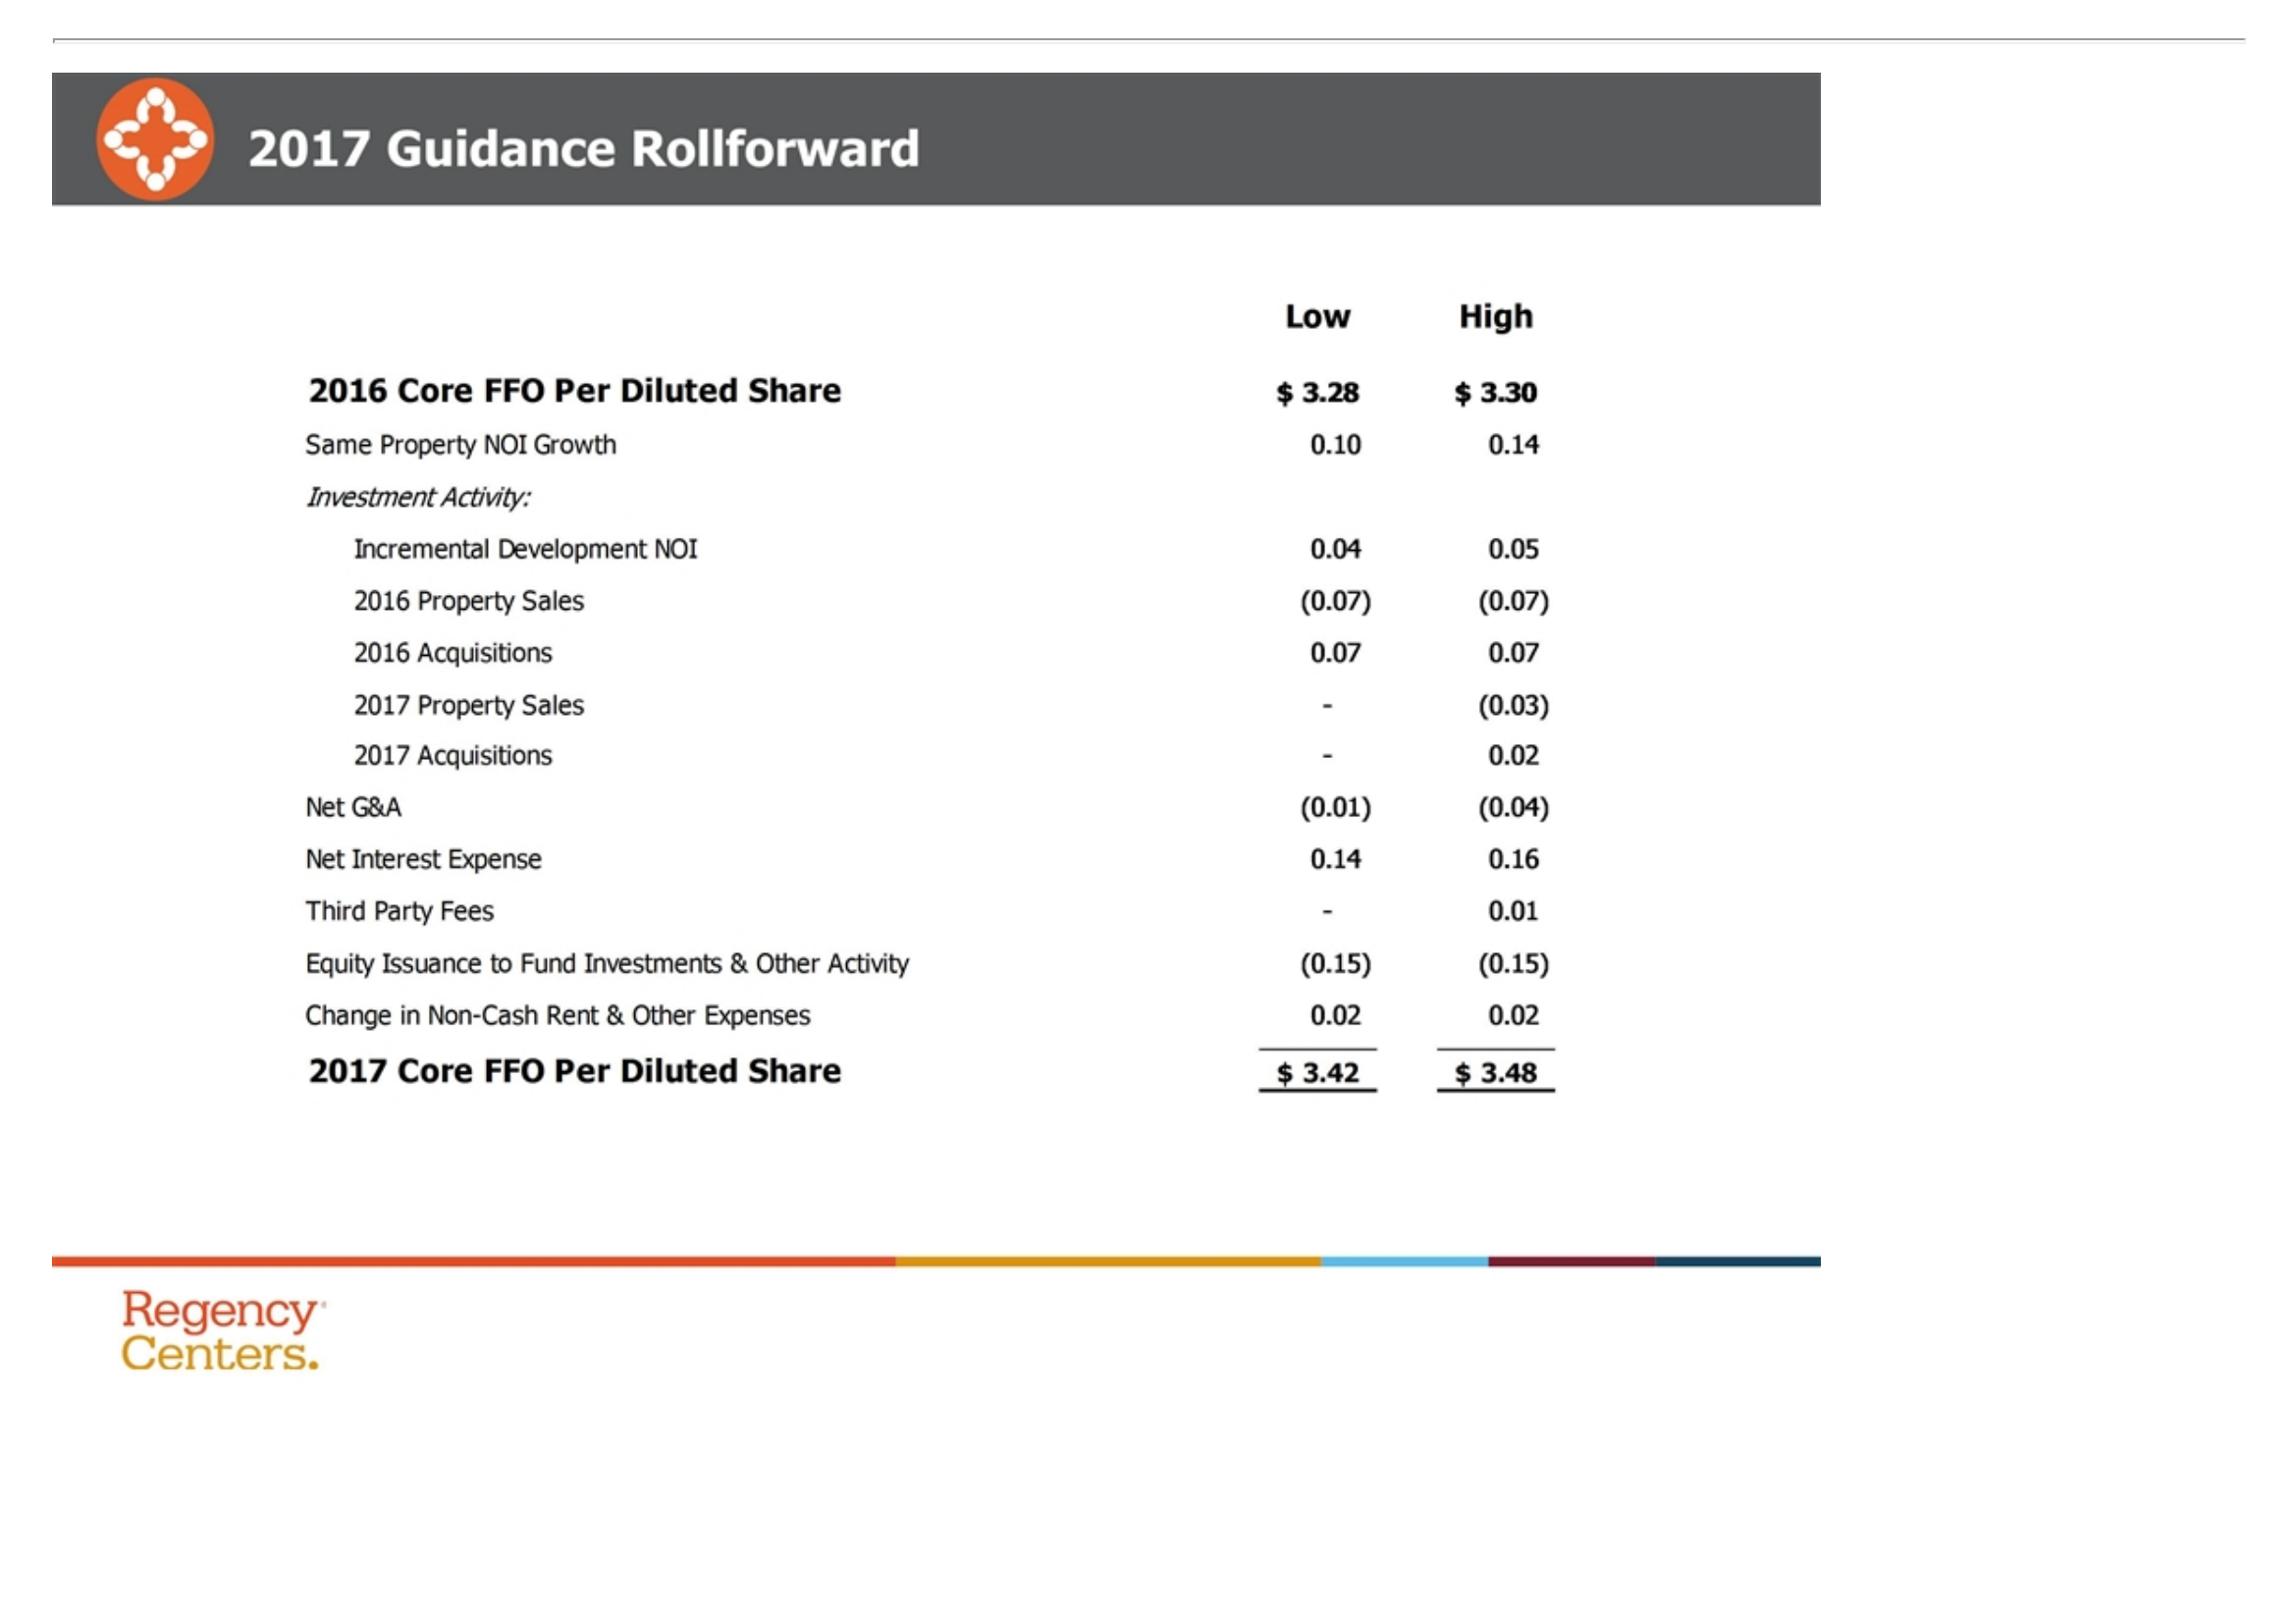 2017 Guidance Rollforward
Low High
2016 Core FFO Per Diluted Share $ 3.28 $ 3.30
Same Property NOI Growth 0.10 0.14
Investment Activity:
Incremental Development NOI 0.04 0.05
2016 Property Sales (0.07) (0.07)
2016 Acquisitions 0.07 0.07
2017 Property Sales - (0.03)
2017 Acquisitions - 0.02
Net G&A (0.01) (0.04)
Net Interest Expense 0.14 0.16
Third Party Fees - 0.01
Equity Issuance to Fund Investments & Other Activity (0.15) (0.15)
Change in Non-Cash Rent & Other Expenses 0.02 0.02
2017 Core FFO Per Diluted Share $ 3.42 $ 3.48
Regency
Centers.